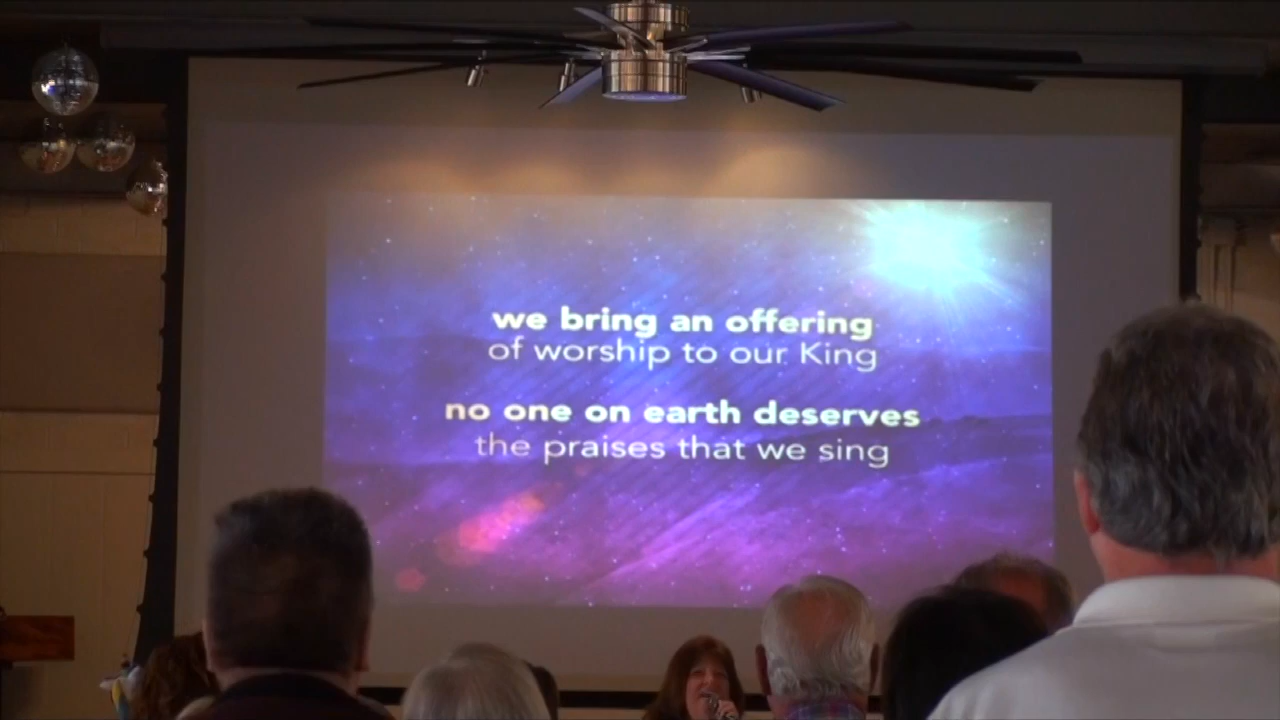 we bring an offering
of worship to our King
no one on earth deserves
the praises that we sing